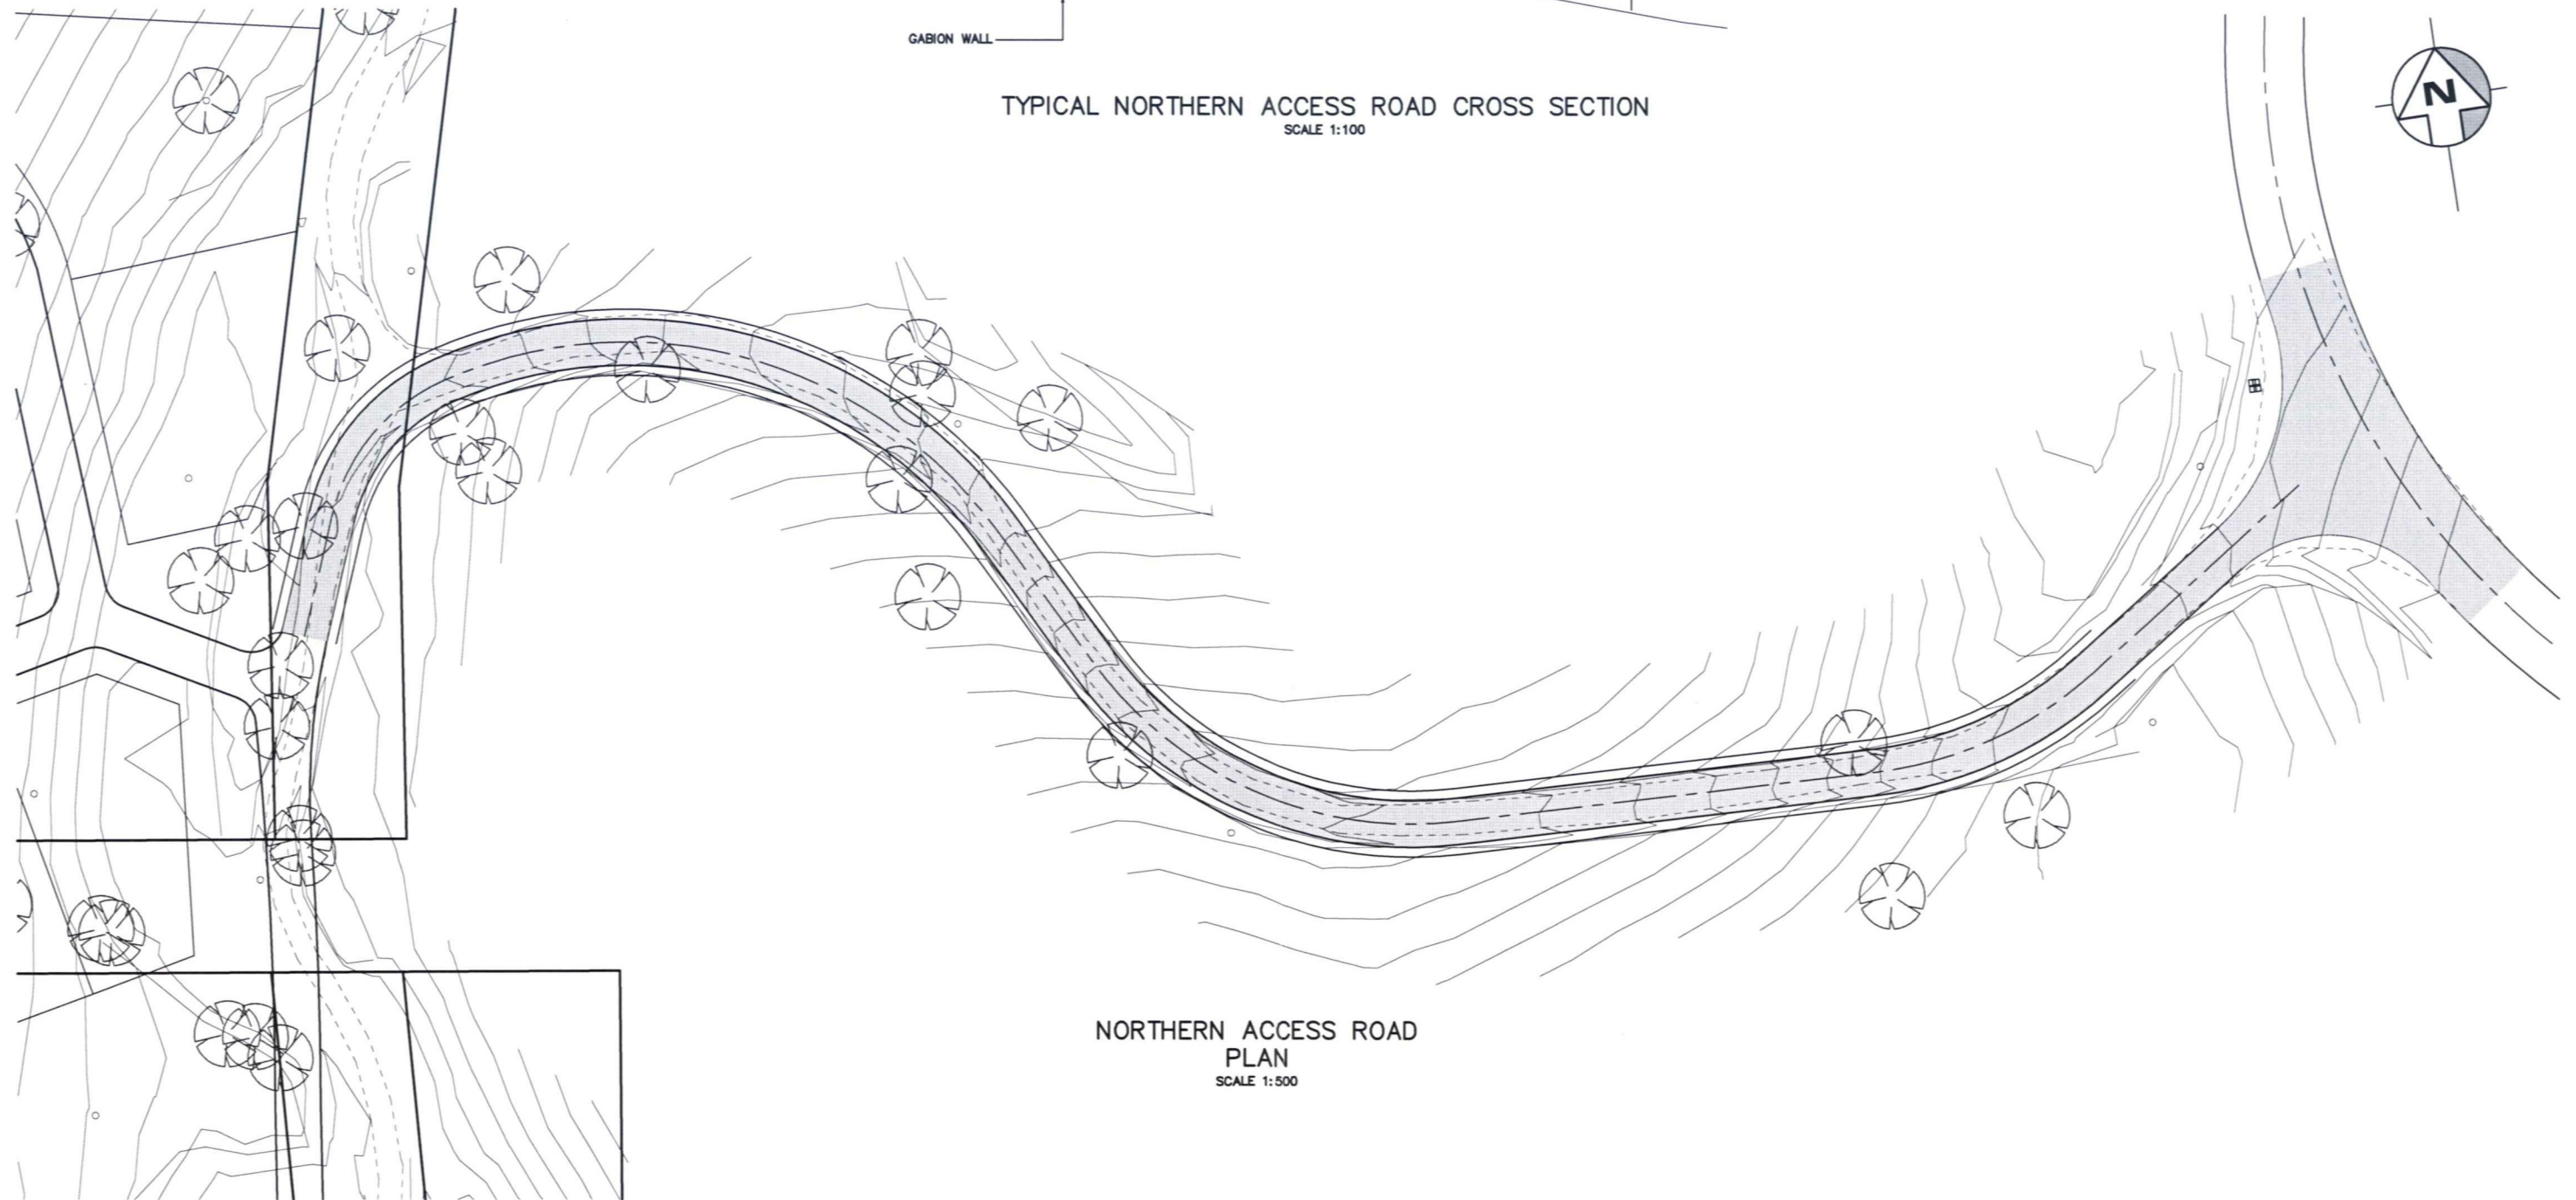 GABION WALL
TYPICAL NORTHERN ACCESS ROAD CROSS SECTION
SCALE 1:100
N
NORTHERN ACCESS ROAD
PLAN
SCALE 1:500